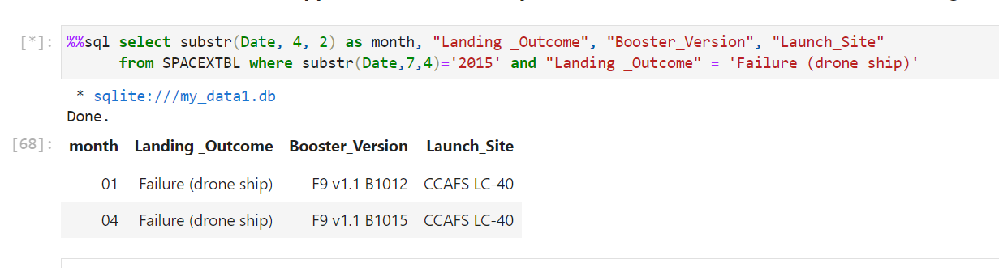 [*]: %%sql select substr(Date, 4, 2) as month, "Landing _Outcome", "Booster_Version", "Launch_Site"
from SPACEXTBL where substr(Date,7,4)='2015' and "Landing _Outcome" = 'Failure (drone ship)'
* sqlite:///my_data1.db
Done.
[68]: month Landing _Outcome Booster_Version Launch_Site
01 Failure (drone ship) F9 v1.1 B1012 CCAFS LC-40
04 Failure (drone ship) F9 v1.1 B1015 CCAFS LC-40